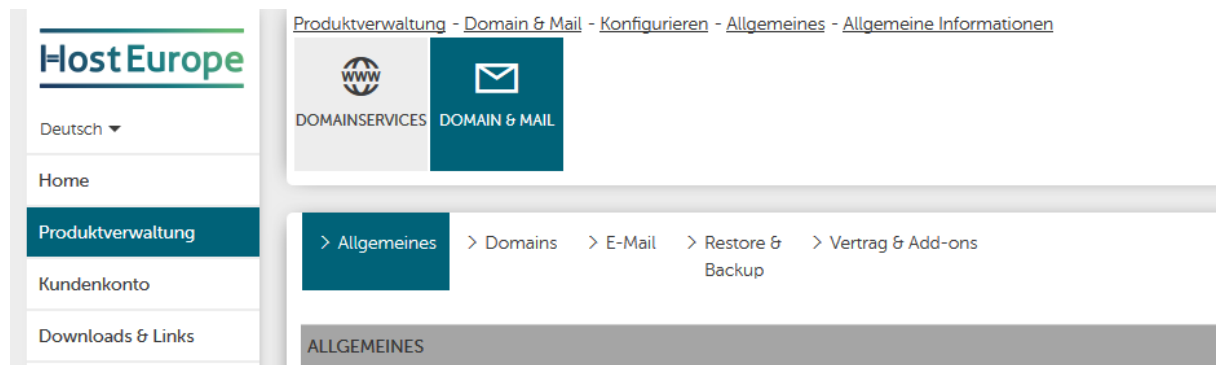 Produktverwaltung - Domain & Mail - Konfigurieren - Allgemeines - Allgemeine Informationen
HostEurope
WWW
DOMAINSERVICES
DOMAIN & MAIL
Deutsch
Home
Produktverwaltung
Kundenkonto
Downloads & Links
> Allgemeines
> Domains
> E-Mail
> Restore &
Backup
> Vertrag & Add-ons
ALLGEMEINES